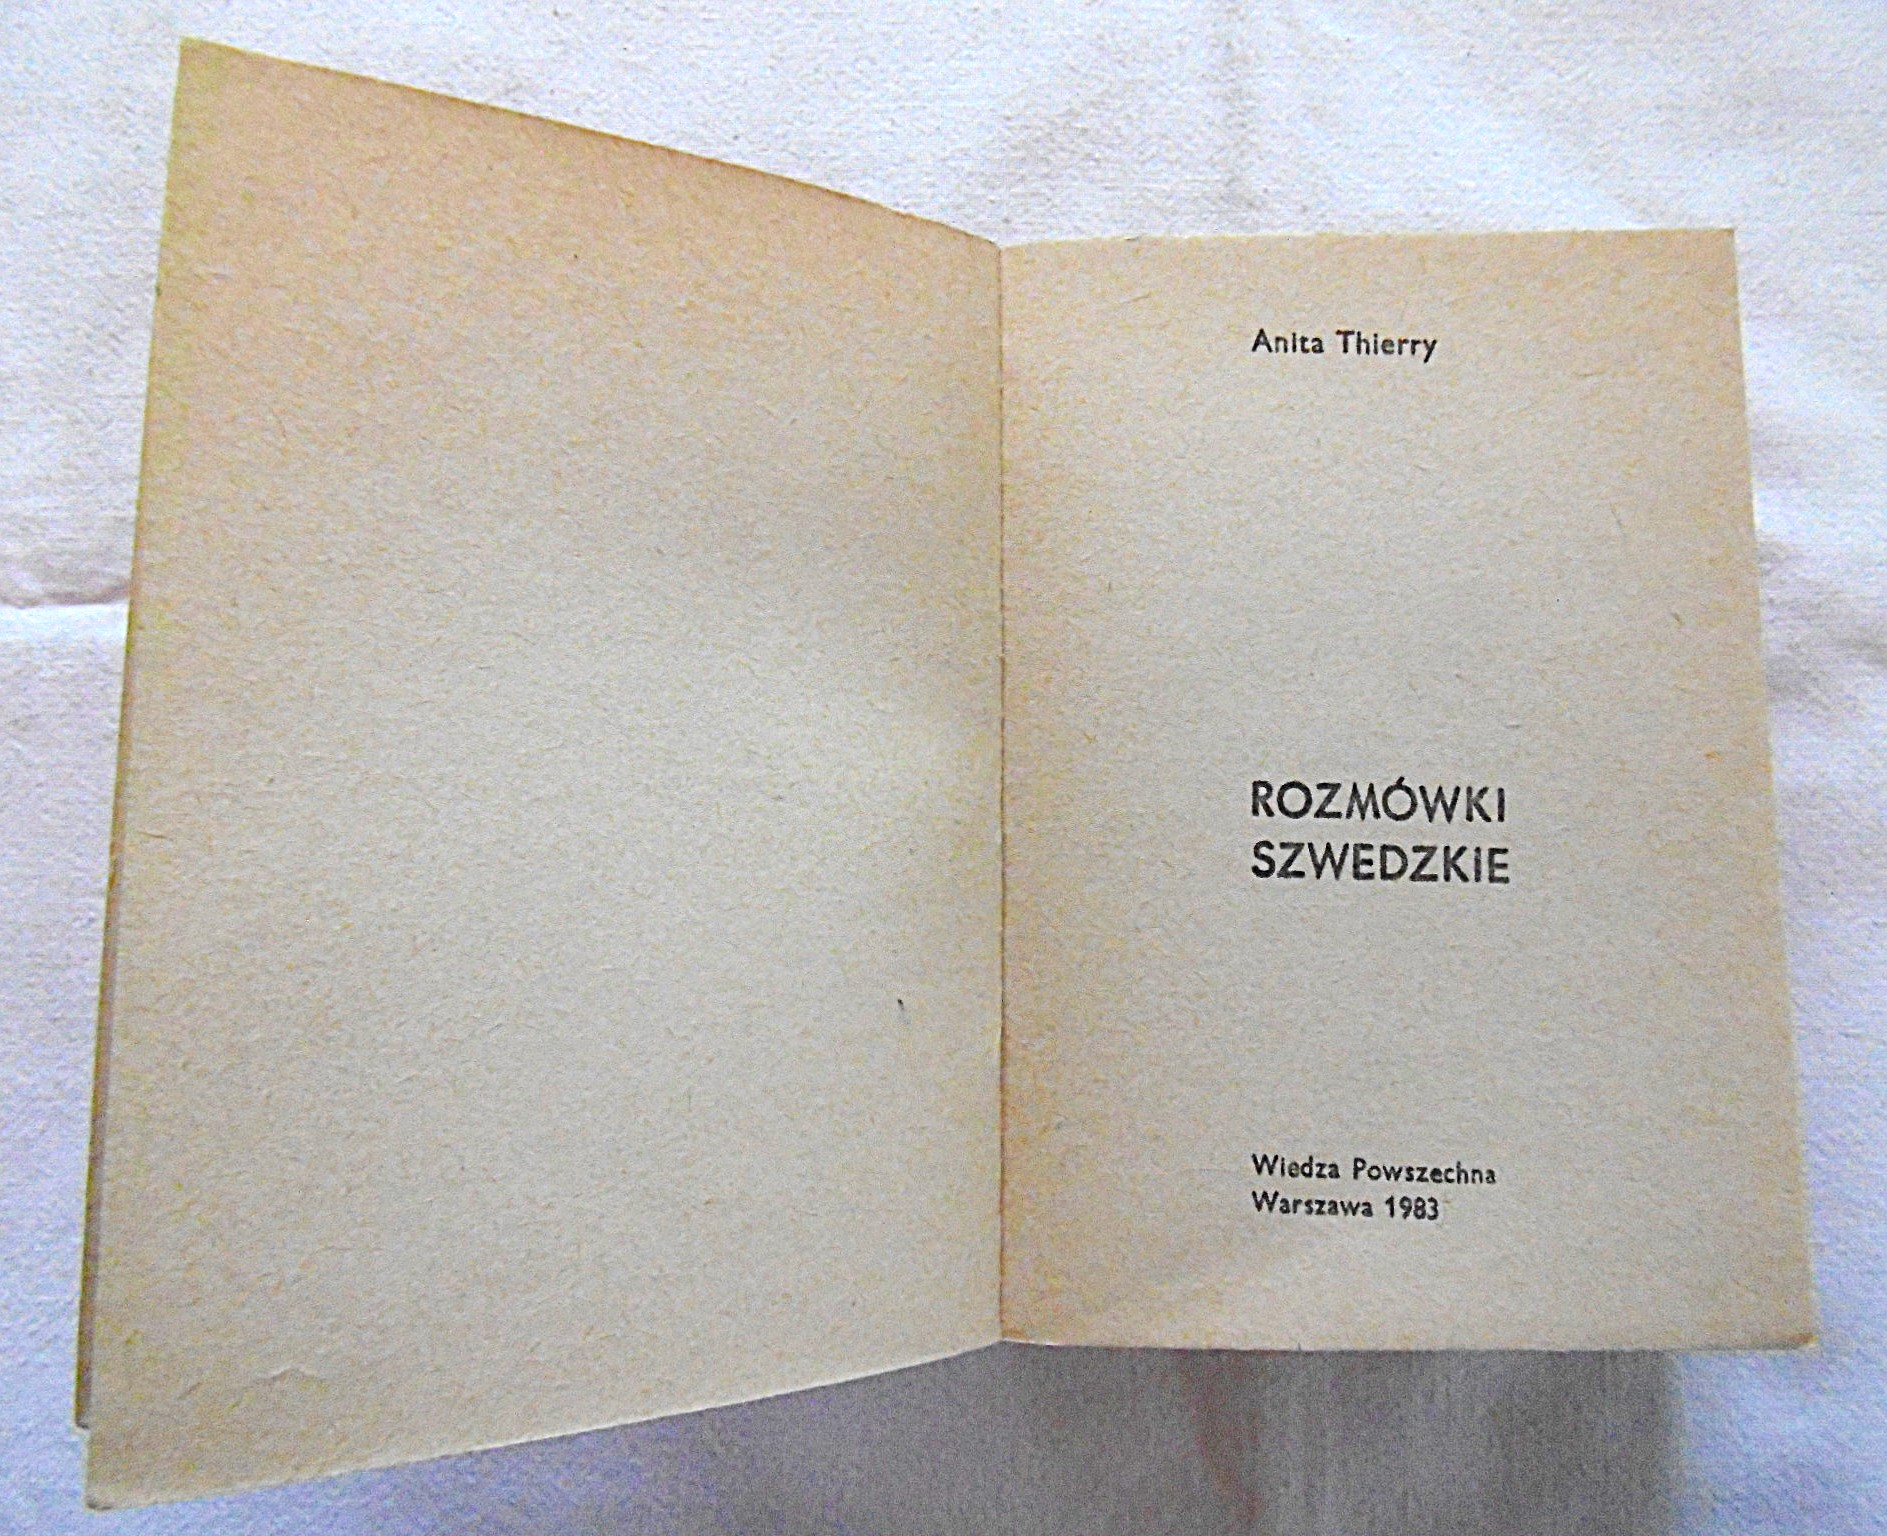 Anita Thierry
ROZMÓWKI
SZWEDZKIE
Wiedza Powszechna
Warszawa 1983